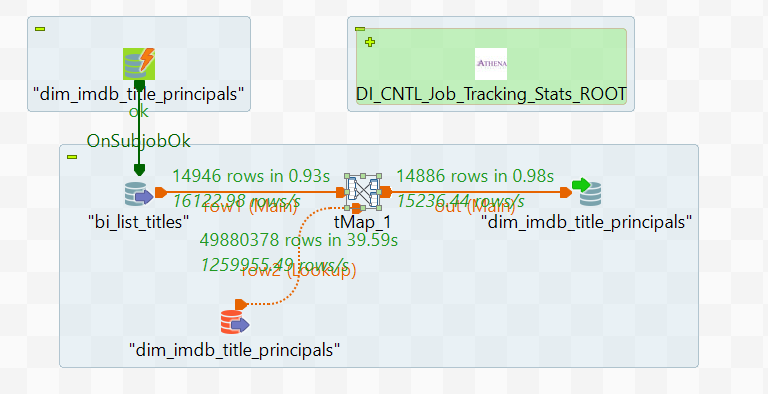 "dim_imdb_title_principals"
ok
OnSubjobOk
ATHENA
DI_CNTL_Job_Tracking_Stats_ROOT
14946 rows in 0.93s
16122.98 rows/s
row1 (Main)
"bi_list_titles"
tMap_1
14886 rows in 0.98s
15236.44 rows/s
out (Main)
"dim_imdb_title_principals"
49880378 rows in 39.59s
1259955.49 rows/s
row2 (Lookup)
"dim_imdb_title_principals"